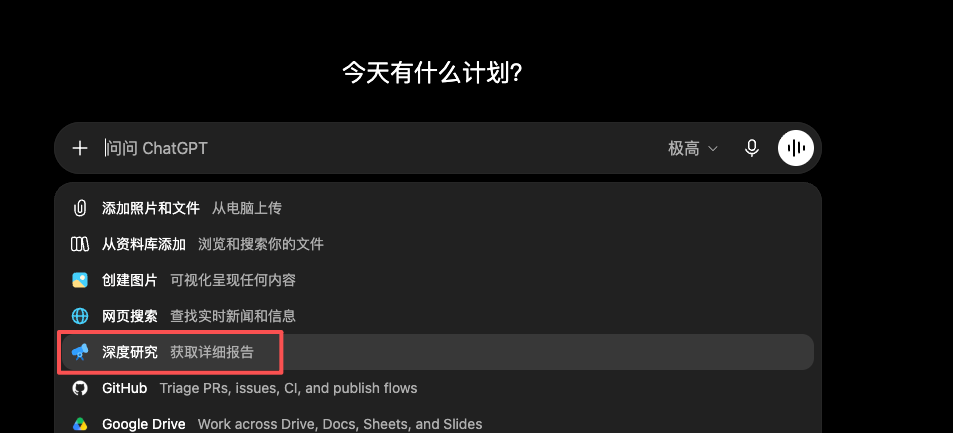 今天有什么计划?
问问 ChatGPT 极高
添加照片和文件 从电脑上传
从资料库添加 浏览和搜索你的文件
创建图片 可视化呈现任何内容
网页搜索 查找实时新闻和信息
深度研究 获取详细报告
GitHub Triage PRs, issues, CI, and publish flows
Google Drive Work across Drive, Docs, Sheets, and Slides